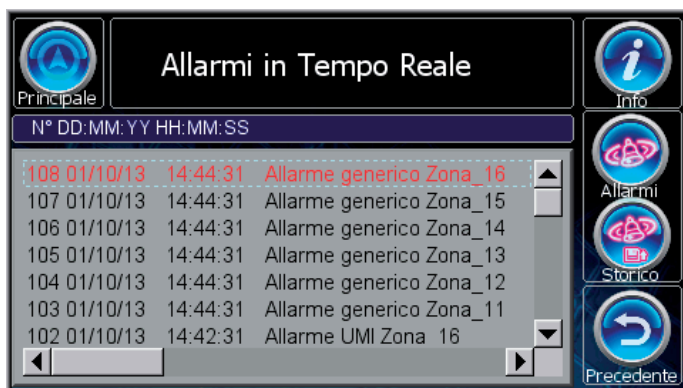 Allarmi in Tempo Reale
Principale
Info
N° DD:MM:YY HH:MM:SS
108 01/10/13 14:44:31 Allarme generico Zona_16
107 01/10/13 14:44:31 Allarme generico Zona_15
106 01/10/13 14:44:31 Allarme generico Zona_14
105 01/10/13 14:44:31 Allarme generico Zona_13
104 01/10/13 14:44:31 Allarme generico Zona_12
103 01/10/13 14:44:31 Allarme generico Zona_11
102 01/10/13 14:42:31 Allarme UMI Zona_16
Allarmi
Storico
Precedente